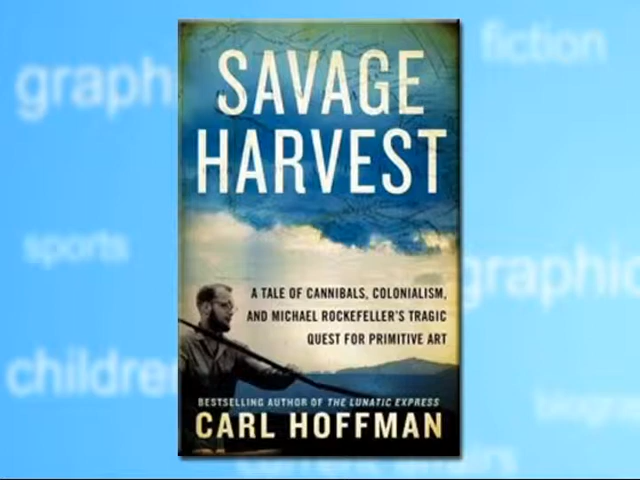 fiction
graphi
SAVAGE
HARVEST
sports
graphic
A TALE OF CANNIBALS, COLONIALISM,
AND MICHAEL ROCKEFELLER'S TRAGIC
QUEST FOR PRIMITIVE ART
childre
BESTSELLING AUTHOR OF THE LUNATIC EXPRESS
CARL HOFFMAN